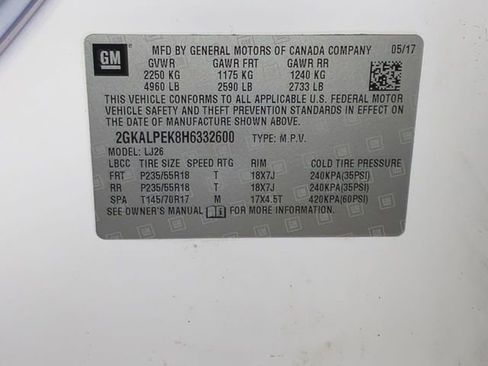 GM MFD BY GENERAL MOTORS OF CANADA COMPANY 05/17
GVWR GAWR FRT GAWR RR
2250 KG 1175 KG 1240 KG
4960 LB 2590 LB 2733 LB
THIS VEHICLE CONFORMS TO ALL APPLICABLE U.S. FEDERAL MOTOR
VEHICLE SAFETY AND THEFT PREVENTION STANDARDS IN EFFECT ON
THE DATE OF MANUFACTURE SHOWN ABOVE.
2GKALPEK8H6332600 TYPE: M.P.V.
MODEL: LJ26
LBCC TIRE SIZE SPEED RTG RIM COLD TIRE PRESSURE
FRT P235/55R18 T 18X7J 240KPA(35PSI)
RR P235/55R18 T 18X7J 240KPA(35PSI)
SPA T145/70R17 M 17X4.5T 420KPA(60PSI)
SEE OWNER'S MANUAL FOR MORE INFORMATION.